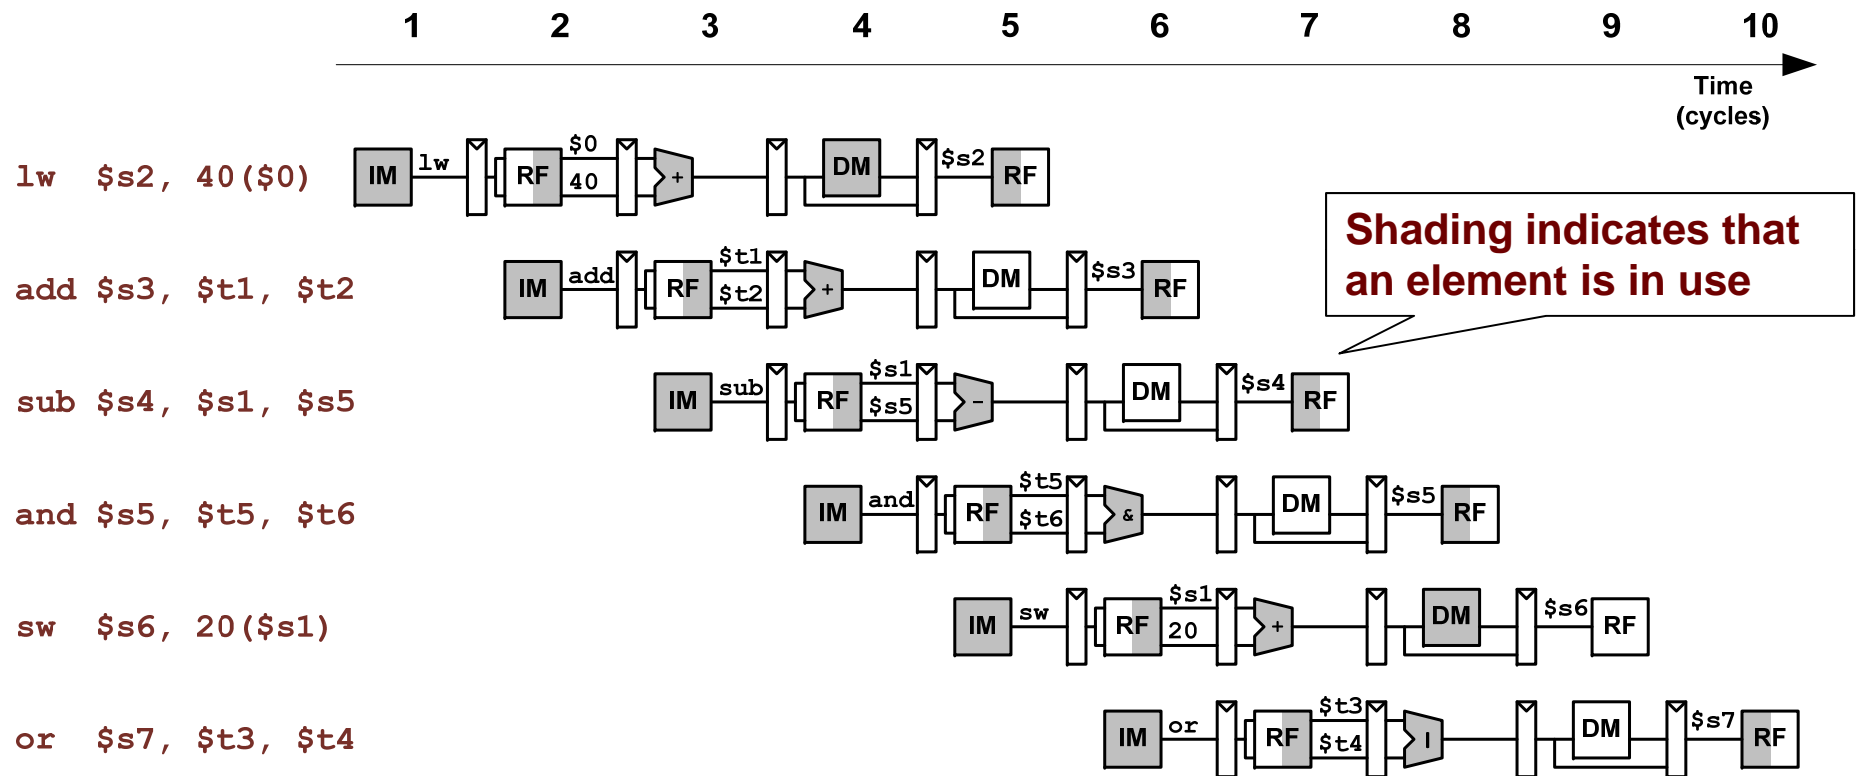 1 2 3 4 5 6 7 8 9 10
Time
(cycles)
lw $s2, 40($0) IM lw RF $0 40 + DM $s2 RF
Shading indicates that
an element is in use
add $s3, $t1, $t2 IM add RF $t1 $t2 + DM $s3 RF
sub $s4, $s1, $s5 IM sub RF $s1 $s5 - DM $s4 RF
and $s5, $t5, $t6 IM and RF $t5 $t6 & DM $s5 RF
sw $s6, 20($s1) IM sw RF $s1 20 + DM $s6 RF
or $s7, $t3, $t4 IM or RF $t3 $t4 | DM $s7 RF